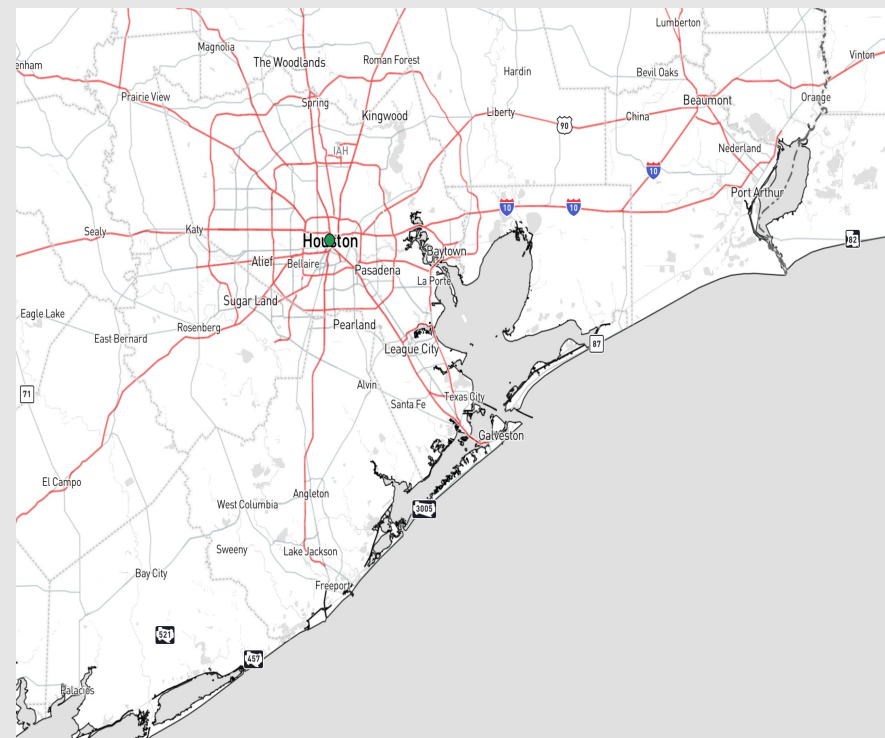 Lumberton
Magnolia
Vinton
The Woodlands
Roman Forest
enham
Hardin
Bevil Oaks
Prairie View
Spring
Beaumont
Orange
Kingwood
Liberty
China
90
IAH
Nederland
10
Port Arthur
10
10
Sealy
Katy
Houston
82
Alief
Bellaire
Baytown
Pasadena
La Porte
Sugar Land
Eagle Lake
Rosenberg
Pearland
East Bernard
League City
87
Alvin
71
Santa Fe
Texas City
Galveston
El Campo
Angleton
West Columbia
3005
Sweeny
Lake Jackson
Bay City
Freeport
521
457
Palacios